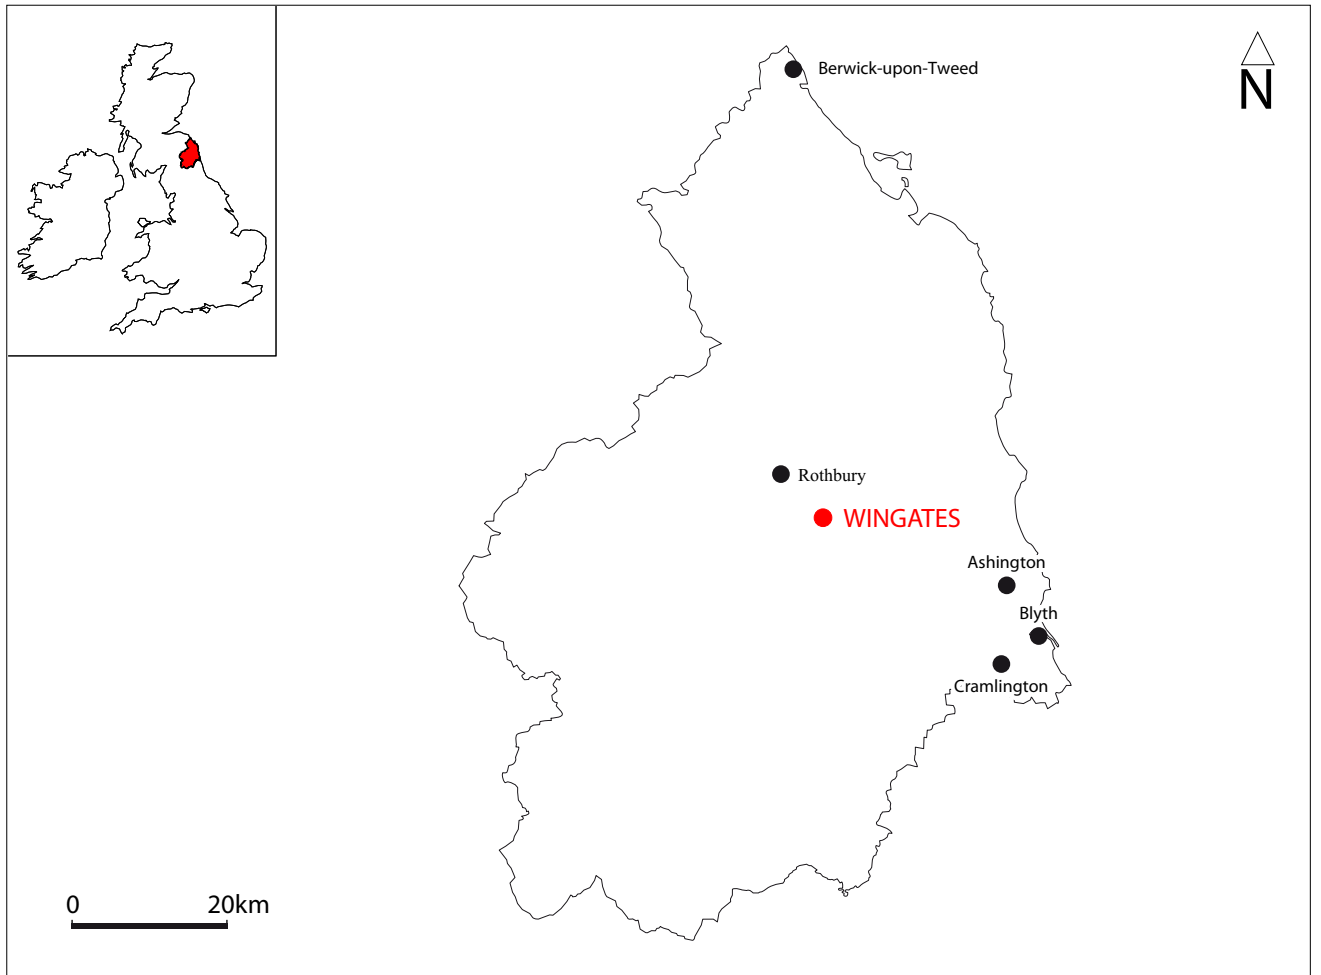 Berwick-upon-Tweed
N
Rothbury
WINGATES
Ashington
Blyth
Cramlington
0 20km